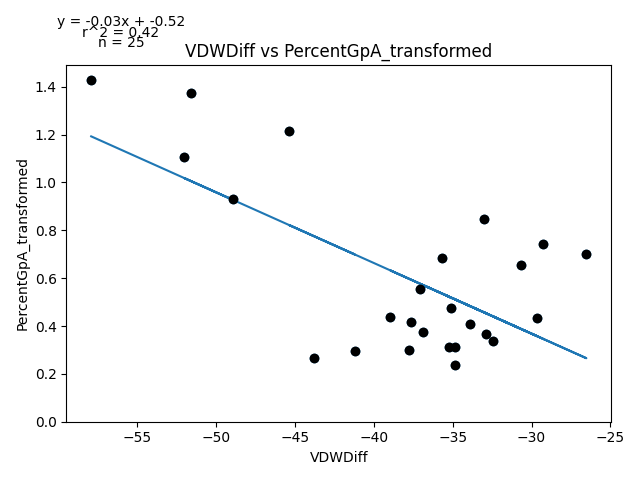 y = -0.03x + -0.52
r^2 = 0.42
n = 25
VDWDiff vs PercentGpA_transformed
PercentGpA_transformed
1.4
1.2
1.0
0.8
0.6
0.4
0.2
0.0
−55 −50 −45 −40 −35 −30 −25
VDWDiff